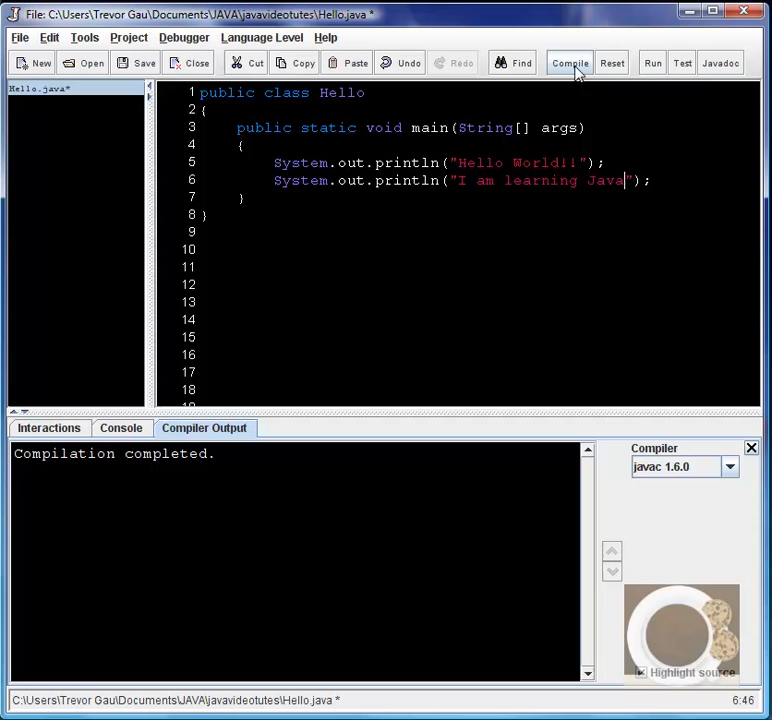 File: C:\Users\Trevor Gau\Documents\JAVA\javavideotutes\Hello.java *
File Edit Tools Project Debugger Language Level Help
New Open Save Close Cut Copy Paste Undo Redo Find Compile Reset Run Test Javadoc
Hello.java*
1 public class Hello
2 {
3 public static void main(String[] args)
4 {
5 System.out.println("Hello World!!");
6 System.out.println("I am learning Java");
7 }
8 }
9
10
11
12
13
14
15
16
17
18
Interactions Console Compiler Output
Compilation completed.
Compiler
javac 1.6.0
Highlight source
C:\Users\Trevor Gau\Documents\JAVA\javavideotutes\Hello.java * 6:46